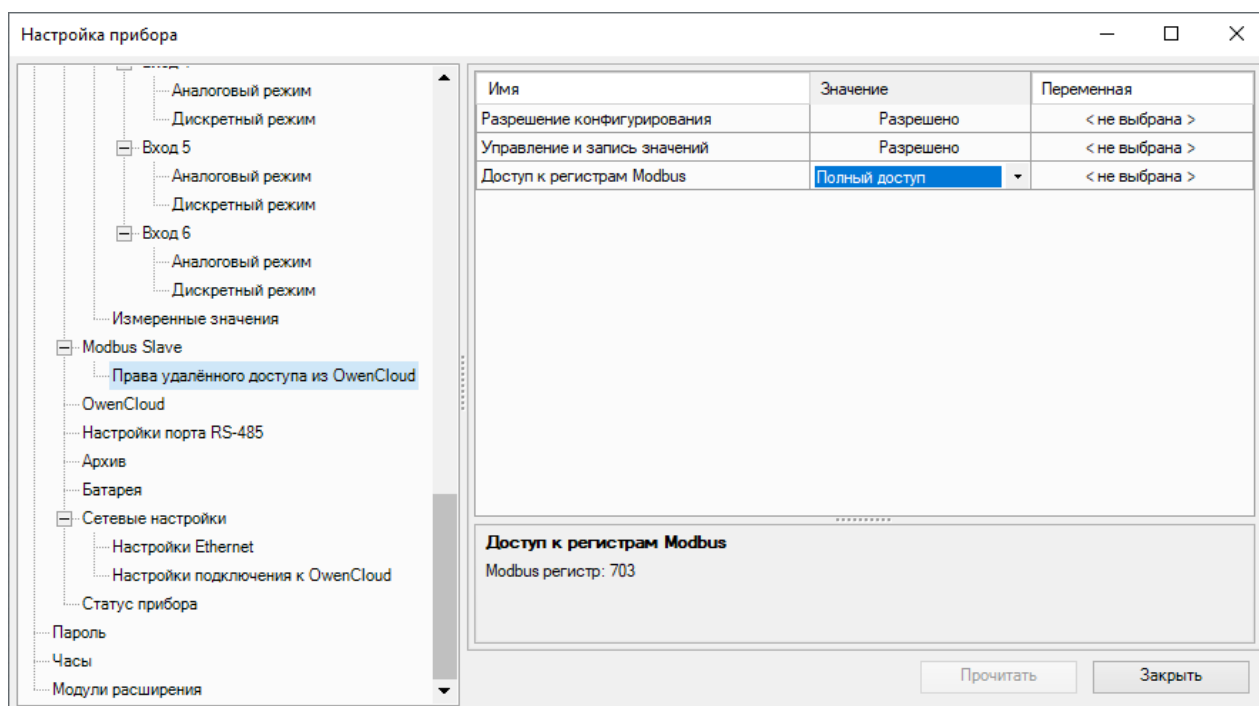 Настройка прибора
Аналоговый режим
Дискретный режим
Вход 5
Аналоговый режим
Дискретный режим
Вход 6
Аналоговый режим
Дискретный режим
Измеренные значения
Modbus Slave
Права удалённого доступа из OwenCloud
OwenCloud
Настройки порта RS-485
Архив
Батарея
Сетевые настройки
Настройки Ethernet
Настройки подключения к OwenCloud
Статус прибора
Пароль
Часы
Модули расширения
Имя Значение Переменная
Разрешение конфигурирования Разрешено < не выбрана >
Управление и запись значений Разрешено < не выбрана >
Доступ к регистрам Modbus Полный доступ < не выбрана >
Доступ к регистрам Modbus
Modbus регистр: 703
Прочитать Закрыть